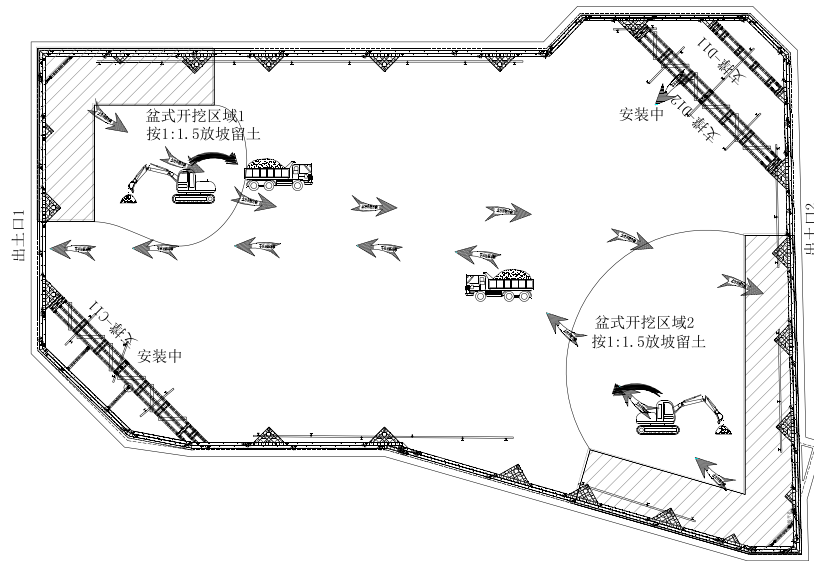 支撑-D11
支撑-D12
安装中
盆式开挖区域1
按1:1.5放坡留土
出土口1
出土口2
盆式开挖区域2
按1:1.5放坡留土
支撑-C11
安装中